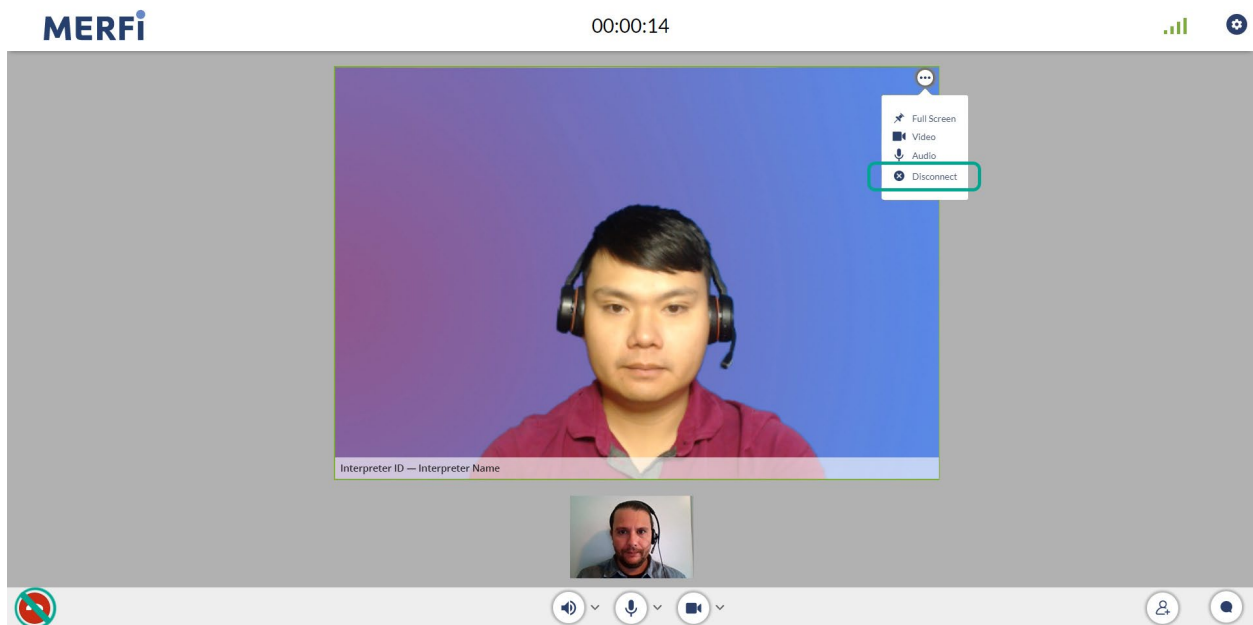 MERFi
00:00:14
Full Screen
Video
Audio
Disconnect
Interpreter ID — Interpreter Name